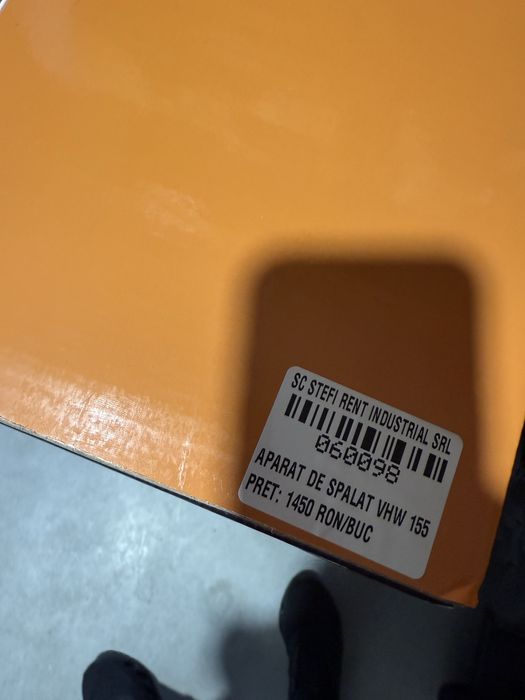 SC STEFI RENT INDUSTRIAL SRL
060098
APARAT DE SPALAT VHW 155
PRET: 1450 RON/BUC